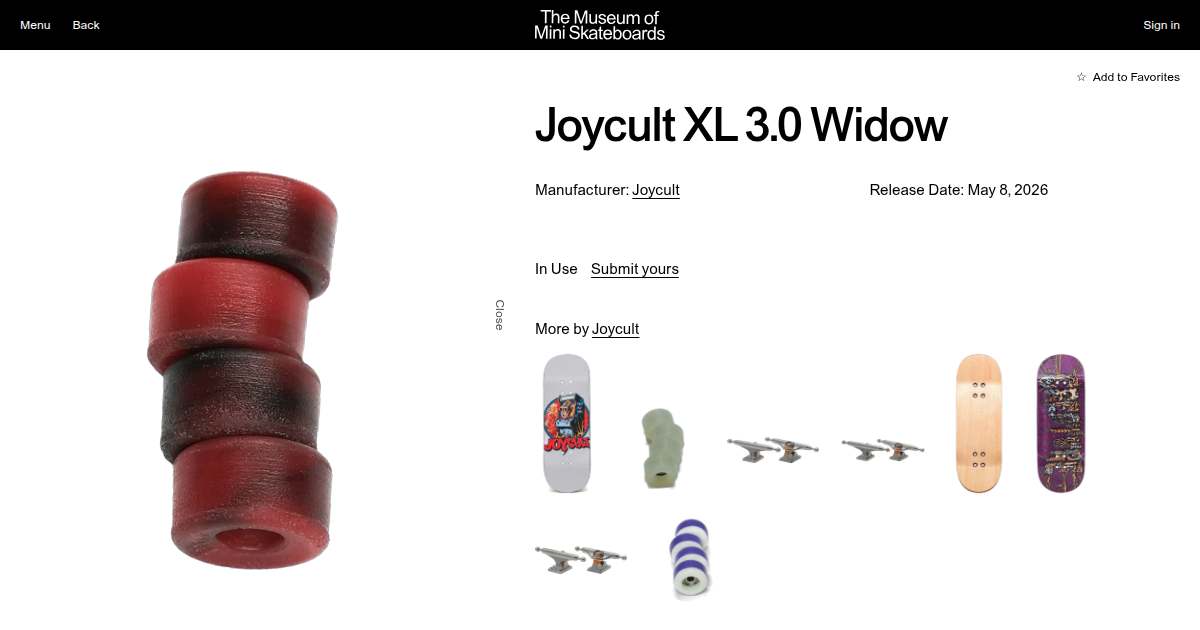 Menu
Back
The Museum of
Mini Skateboards
Sign in
☆ Add to Favorites
Joycult XL 3.0 Widow
Manufacturer: Joycult
Release Date: May 8, 2026
In Use Submit yours
Close
More by Joycult